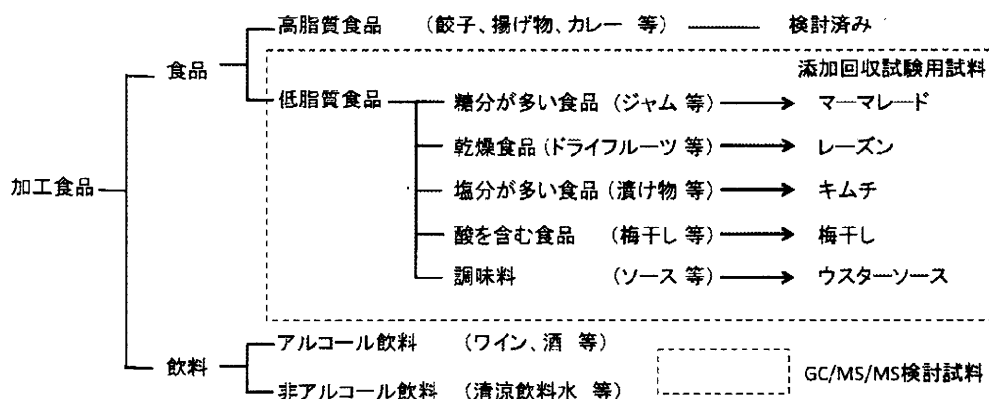 高脂質食品 (餃子、揚げ物、カレー 等) 検討済み
食品
添加回収試験用試料
低脂質食品 糖分が多い食品 (ジャム 等) マーマレード
乾燥食品 (ドライフルーツ 等) レーズン
加工食品 塩分が多い食品 (漬け物 等) キムチ
酸を含む食品 (梅干し 等) 梅干し
調味料 (ソース 等) ウスターソース
アルコール飲料 (ワイン、酒 等)
飲料
GC/MS/MS検討試料
非アルコール飲料 (清涼飲料水 等)